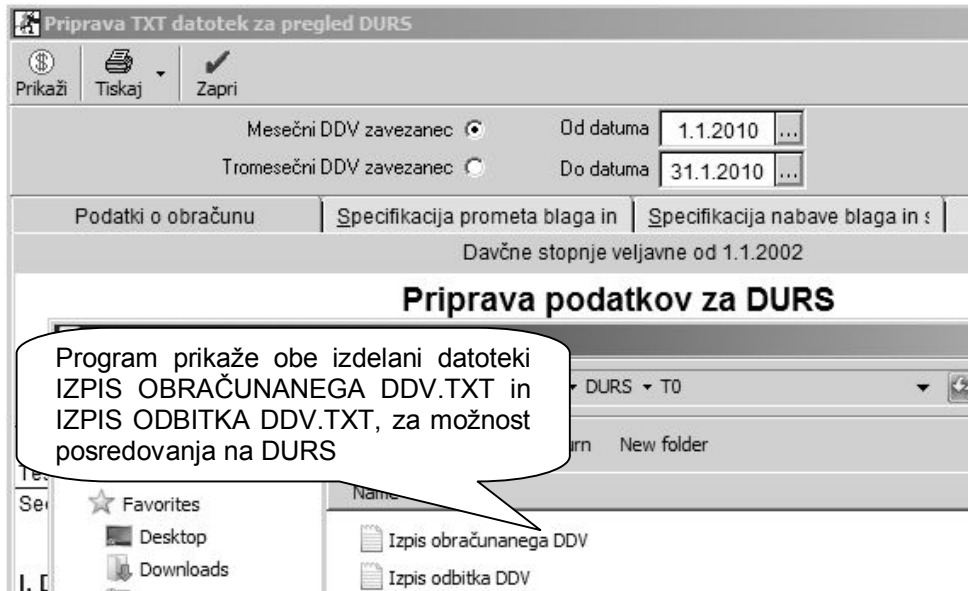 Priprava TXT datotek za pregled DURS
Prikaži Tiskaj Zapri
Mesečni DDV zavezanec Od datuma 1.1.2010 ...
Tromesečni DDV zavezanec Do datuma 31.1.2010 ...
Podatki o obračunu Specifikacija prometa blaga in Specifikacija nabave blaga in s
Davčne stopnje veljavne od 1.1.2002
Priprava podatkov za DURS
Program prikaže obe izdelani datoteki
IZPIS OBRAČUNANEGA DDV.TXT in
IZPIS ODBITKA DDV.TXT, za možnost
posredovanja na DURS
DURS T0
New folder
Name
Favorites
Desktop
Downloads
Izpis obračunanega DDV
Izpis odbitka DDV